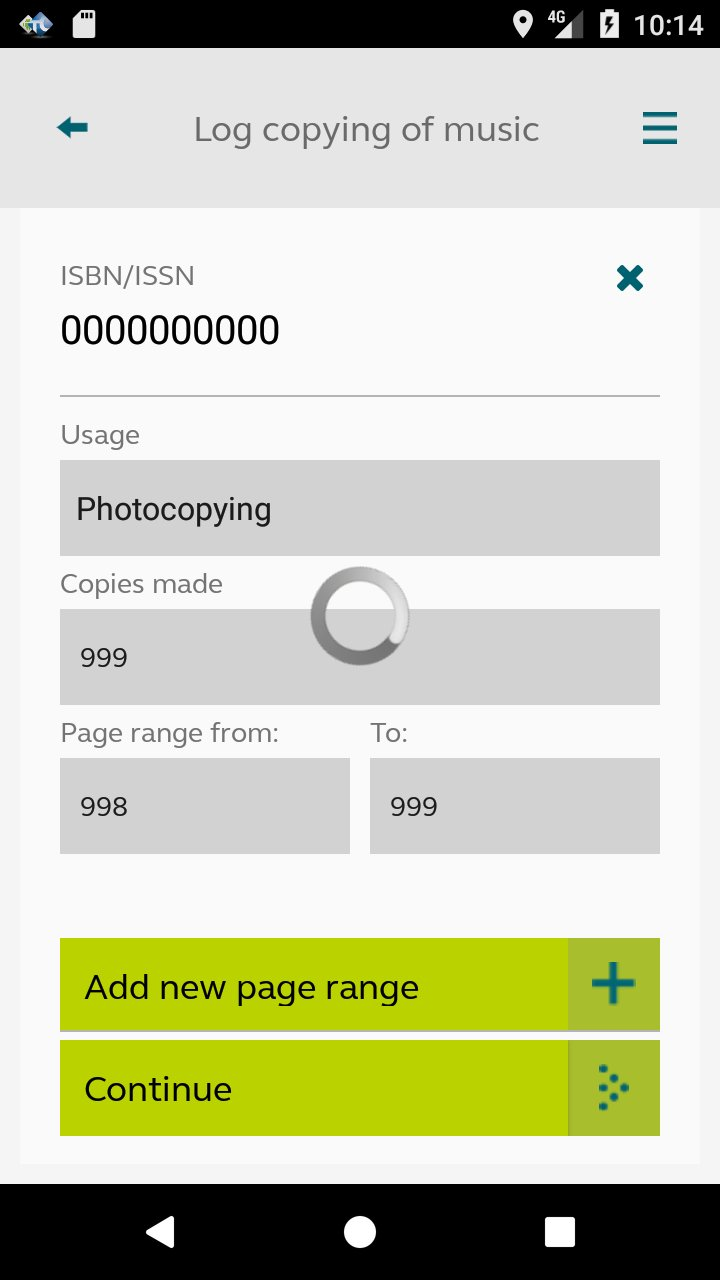 4G 10:14
Log copying of music
ISBN/ISSN
0000000000
Usage
Photocopying
Copies made
999
Page range from: To:
998 999
Add new page range
Continue